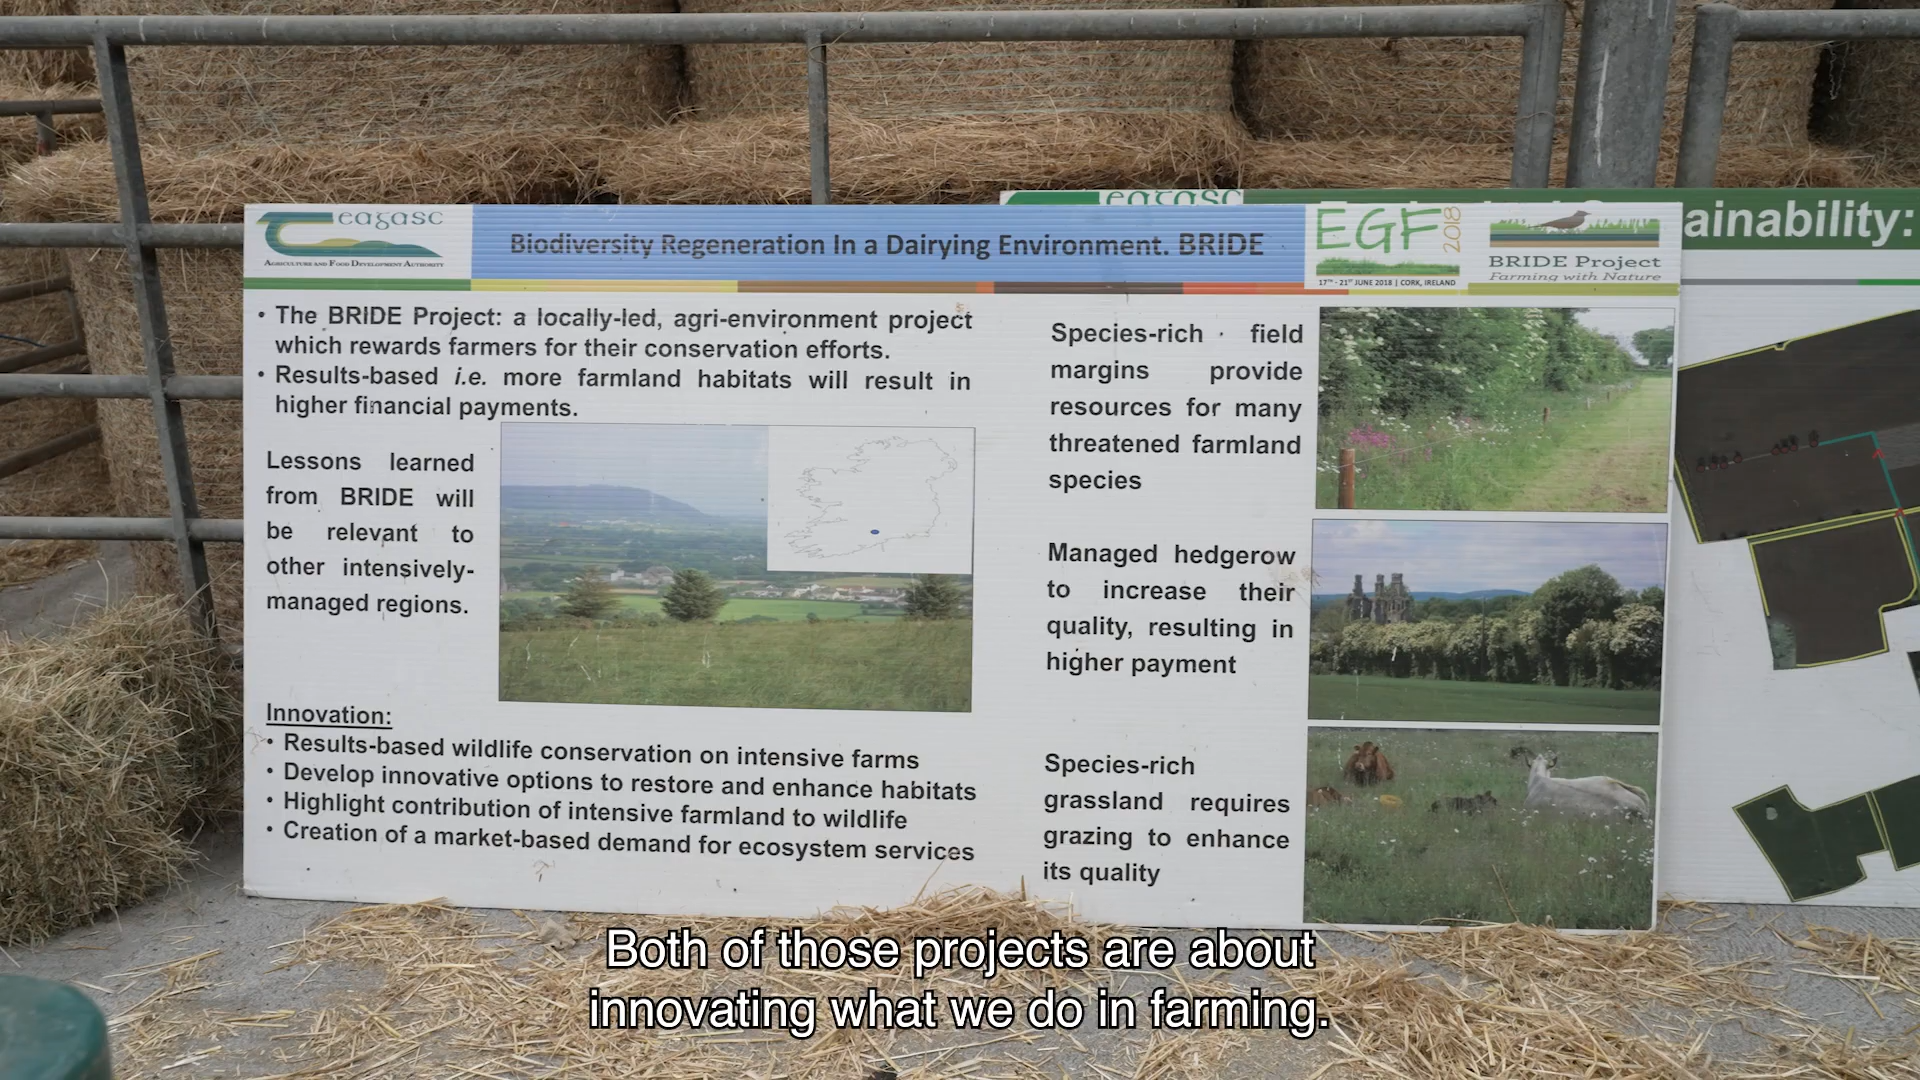 eagasc
AGRICULTURE AND FOOD DEVELOPMENT AUTHORITY
Biodiversity Regeneration In a Dairying Environment. BRIDE
EGF 2018
17TH - 21ST JUNE 2018 | CORK, IRELAND
BRIDE Project
Farming with Nature
• The BRIDE Project: a locally-led, agri-environment project
which rewards farmers for their conservation efforts.
• Results-based i.e. more farmland habitats will result in
higher financial payments.
Lessons learned
from BRIDE will
be relevant to
other intensively-
managed regions.
Innovation:
• Results-based wildlife conservation on intensive farms
• Develop innovative options to restore and enhance habitats
• Highlight contribution of intensive farmland to wildlife
• Creation of a market-based demand for ecosystem services
Species-rich field
margins provide
resources for many
threatened farmland
species
Managed hedgerow
to increase their
quality, resulting in
higher payment
Species-rich
grassland requires
grazing to enhance
its quality
eagasc
ainability:
Both of those projects are about
innovating what we do in farming.